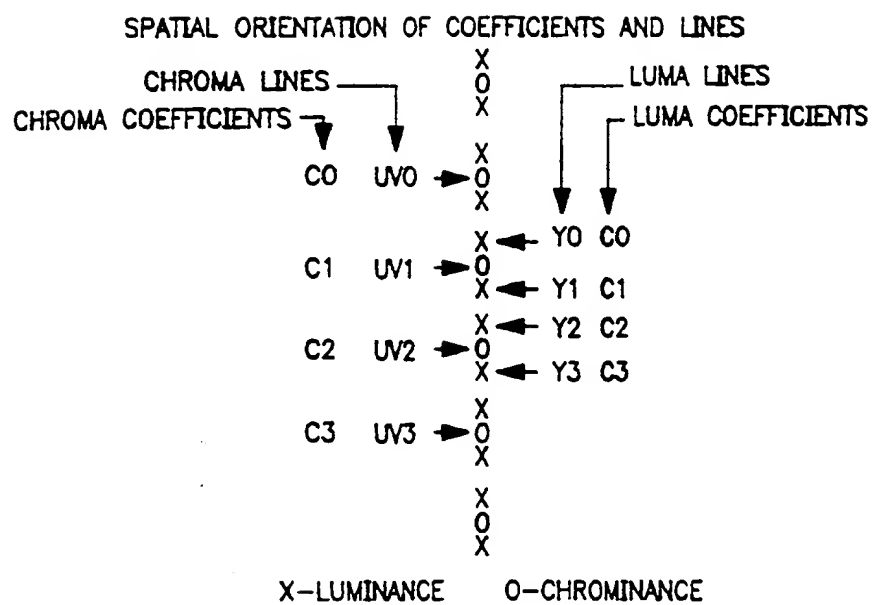 SPATIAL ORIENTATION OF COEFFICIENTS AND LINES
X
CHROMA LINES O LUMA LINES
X
CHROMA COEFFICIENTS LUMA COEFFICIENTS
X
C0 UV0 O
X
X Y0 C0
C1 UV1 O
X Y1 C1
X Y2 C2
C2 UV2 O
X Y3 C3
X
C3 UV3 O
X
X
O
X
X-LUMINANCE O-CHROMINANCE